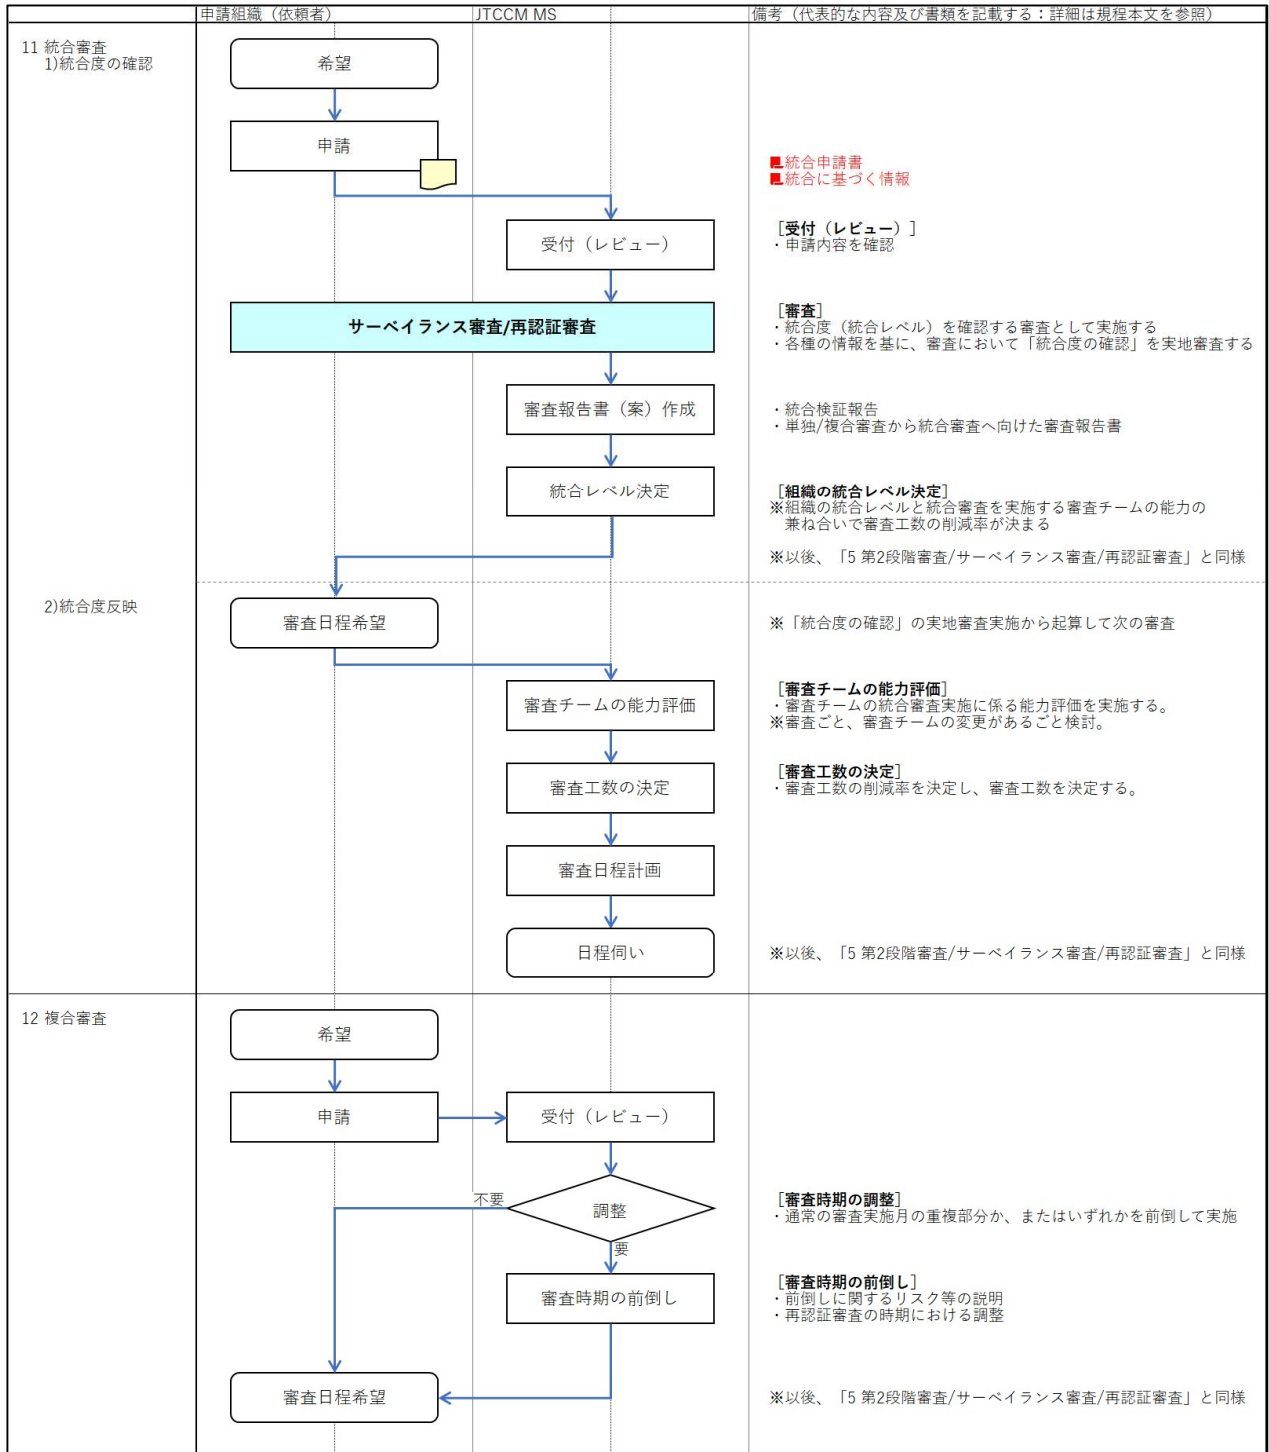 申請組織（依頼者）
JTCCM MS
備考（代表的な内容及び書類を記載する：詳細は規程本文を参照）
11 統合審査
1)統合度の確認
希望
申請
統合申請書
統合に基づく情報
受付（レビュー）
［受付（レビュー）］
・申請内容を確認
サーベイランス審査/再認証審査
［審査］
・統合度（統合レベル）を確認する審査として実施する
・各種の情報を基に、審査において「統合度の確認」を実地審査する
審査報告書（案）作成
・統合検証報告
・単独/複合審査から統合審査へ向けた審査報告書
統合レベル決定
［組織の統合レベル決定］
※組織の統合レベルと統合審査を実施する審査チームの能力の
兼ね合いで審査工数の削減率が決まる
※以後、「5 第2段階審査/サーベイランス審査/再認証審査」と同様
2)統合度反映
審査日程希望
※「統合度の確認」の実地審査実施から起算して次の審査
審査チームの能力評価
［審査チームの能力評価］
・審査チームの統合審査実施に係る能力評価を実施する。
※審査ごと、審査チームの変更があるごと検討。
審査工数の決定
［審査工数の決定］
・審査工数の削減率を決定し、審査工数を決定する。
審査日程計画
日程伺い
※以後、「5 第2段階審査/サーベイランス審査/再認証審査」と同様
12 複合審査
希望
申請
受付（レビュー）
不要
調整
要
［審査時期の調整］
・通常の審査実施月の重複部分か、またはいずれかを前倒して実施
審査時期の前倒し
［審査時期の前倒し］
・前倒しに関するリスク等の説明
・再認証審査の時期における調整
審査日程希望
※以後、「5 第2段階審査/サーベイランス審査/再認証審査」と同様